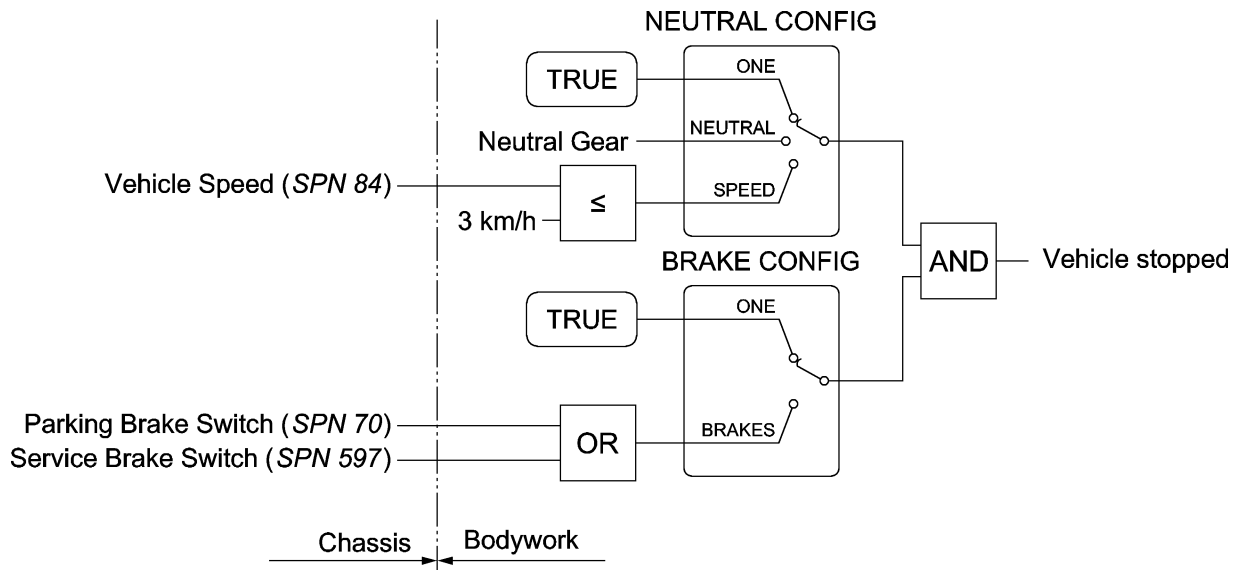 NEUTRAL CONFIG
TRUE
ONE
Neutral Gear
NEUTRAL
Vehicle Speed (SPN 84)
3 km/h
≤
SPEED
BRAKE CONFIG
AND
Vehicle stopped
TRUE
ONE
Parking Brake Switch (SPN 70)
Service Brake Switch (SPN 597)
OR
BRAKES
Chassis
Bodywork